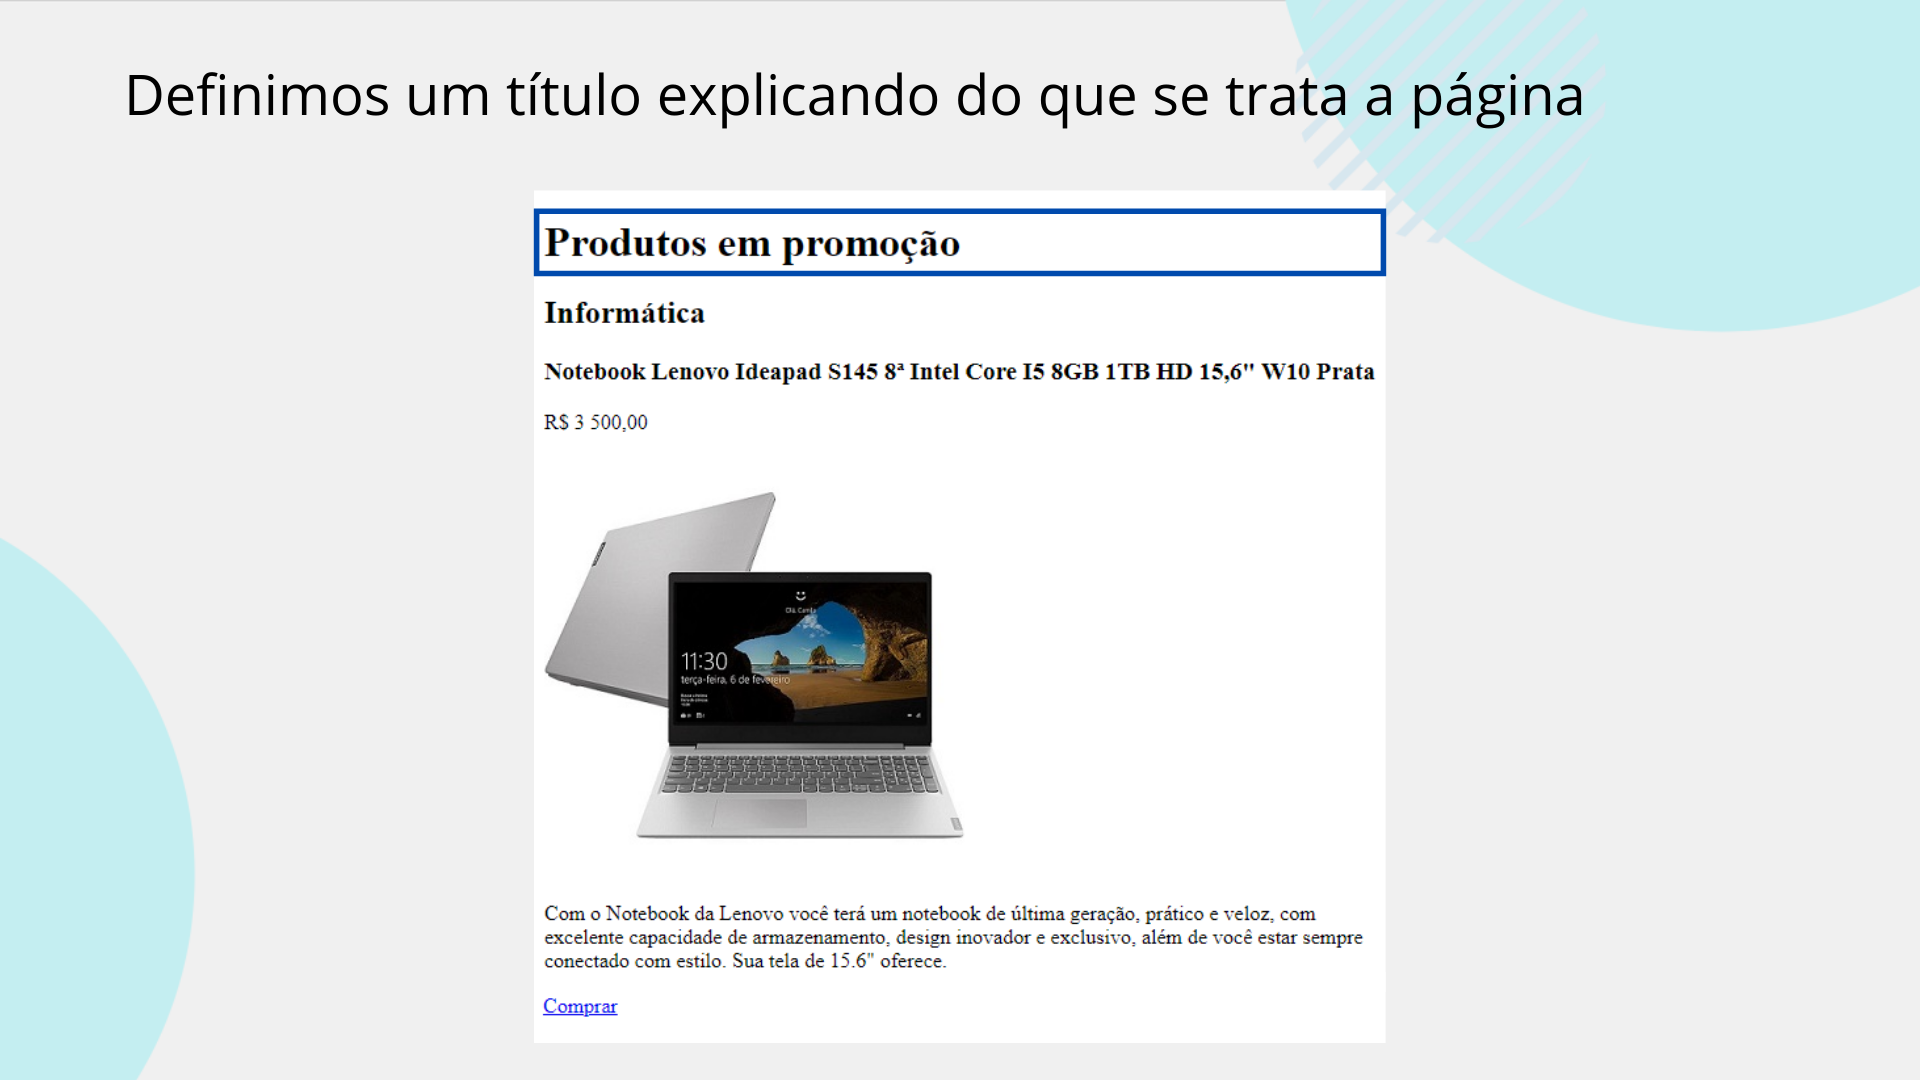 Definimos um título explicando do que se trata a página
Produtos em promoção
Informática
Notebook Lenovo Ideapad S145 8ª Intel Core I5 8GB 1TB HD 15,6" W10 Prata
R$ 3 500,00
Olá, Camila
11:30
terça-feira, 6 de fevereiro
Com o Notebook da Lenovo você terá um notebook de última geração, prático e veloz, com
excelente capacidade de armazenamento, design inovador e exclusivo, além de você estar sempre
conectado com estilo. Sua tela de 15.6" oferece.
Comprar